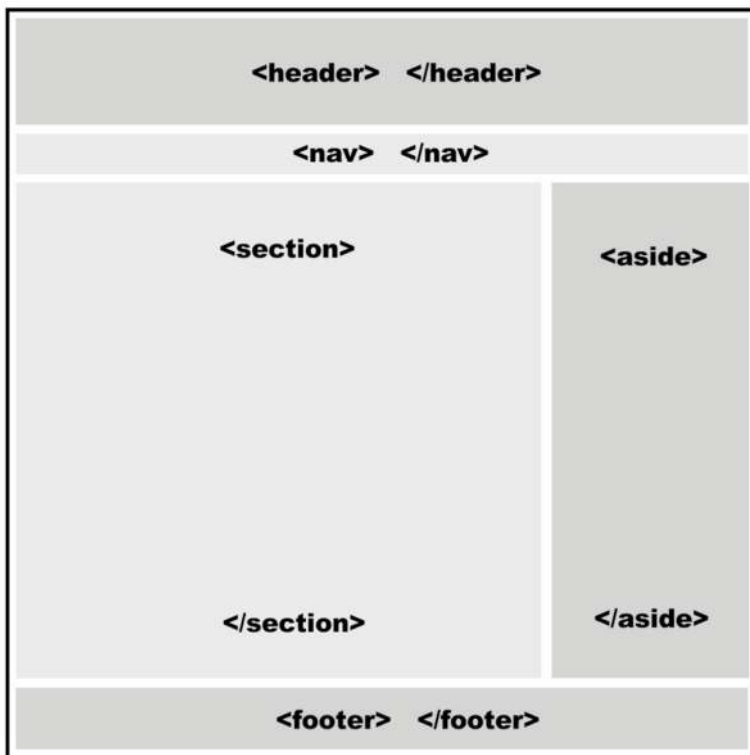 <header> </header>
<nav> </nav>
<section>
</section>
<aside>
</aside>
<footer> </footer>